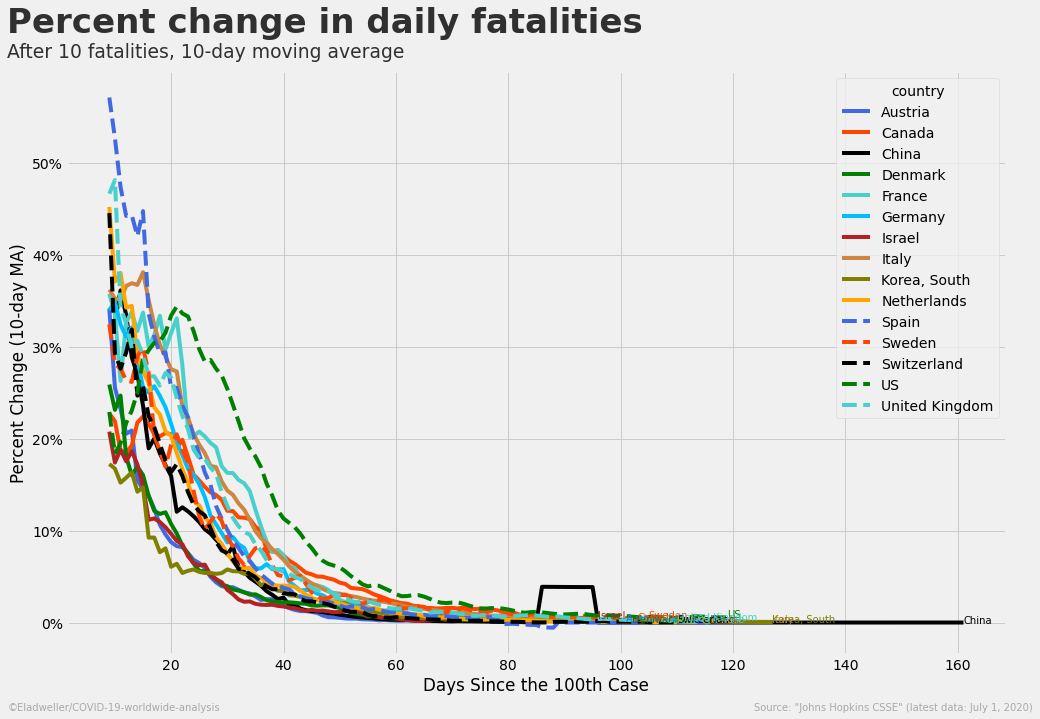 Percent change in daily fatalities
After 10 fatalities, 10-day moving average
country
Austria
Canada
China
Denmark
France
Germany
Israel
Italy
Korea, South
Netherlands
Spain
Sweden
Switzerland
US
United Kingdom
Percent Change (10-day MA)
50%
40%
30%
20%
10%
0%
Israel
Sweden
US
Switzerland
Korea, South
China
20
40
60
80
100
120
140
160
Days Since the 100th Case
©Eladweller/COVID-19-worldwide-analysis
Source: "Johns Hopkins CSSE" (latest data: July 1, 2020)